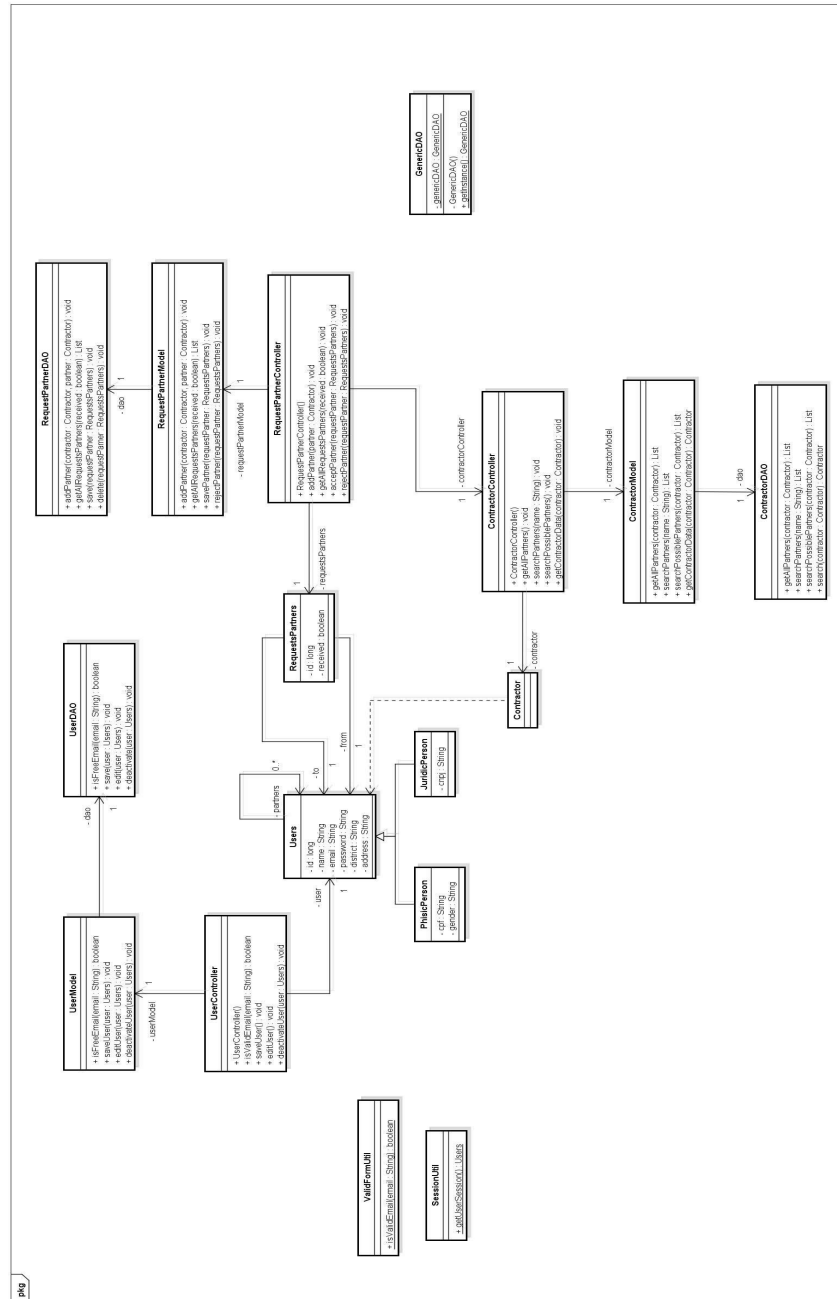 pkg
UserModel
+ isFreeEmail(email : String) : boolean
+ saveUser(user : Users) : void
+ editUser(user : Users) : void
+ deactivateUser(user : Users) : void
- dao
1
UserDAO
+ isFreeEmail(email : String) : boolean
+ save(user : Users) : void
+ edit(user : Users) : void
+ deactivate(user : Users) : void
- userModel
1
UserController
+ UserController()
+ isValidEmail(email : String) : boolean
+ saveUser() : void
+ editUser() : void
+ deactivateUser(user : Users) : void
- user
1
Users
- id : long
- name : String
- email : String
- password : String
- district : String
- address : String
- partners
0..*
- to
1
- from
1
RequestsPartners
- id : long
- received : boolean
1
- requestsPartners
RequestPartnerDAO
+ addPartner(contractor : Contractor, partner : Contractor) : void
+ getAllRequestsPartners(received : boolean) : List
+ save(requestPartner : RequestsPartners) : void
+ delete(requestParner : RequestsPartners) : void
- dao
1
RequestPartnerModel
+ addPartner(contractor : Contractor, partner : Contractor) : void
+ getAllRequestsPartners(received : boolean) : List
+ savePartner(requestPartner : RequestsPartners) : void
+ rejectPartner(requestPartner : RequestsPartners) : void
- requestPartnerModel
1
RequestPartnerController
+ RequestPartnerController()
+ addPartner(partner : Contractor) : void
+ getAllRequestsPartners(received : boolean) : void
+ acceptPartner(requestPartner : RequestsPartners) : void
+ rejectPartner(requestPartner : RequestsPartners) : void
ValidFormUtil
+ isValidEmail(email : String) : boolean
SessionUtil
+ getUserSession() : Users
PhisicPerson
- cpf : String
- gender : String
JuridicPerson
- cnpj : String
GenericDAO
- genericDAO : GenericDAO
- GenericDAO()
+ getInstance() : GenericDAO
1
- contractorController
Contractor
1
- contractor
ContractorController
+ ContractorController()
+ getAllPartners() : void
+ searchPartners(name : String) : void
+ searchPossiblePartners() : void
+ getContractorData(contractor : Contractor) : void
1
- contractorModel
ContractorModel
+ getAllPartners(contractor : Contractor) : List
+ searchPartners(name : String) : List
+ searchPossiblePartners(contractor : Contractor) : List
+ getContractorData(contractor : Contractor) : Contractor
1
- dao
ContractorDAO
+ getAllPartners(contractor : Contractor) : List
+ searchPartners(name : String) : List
+ searchPossiblePartners(contractor : Contractor) : List
+ search(contractor : Contractor) : Contractor